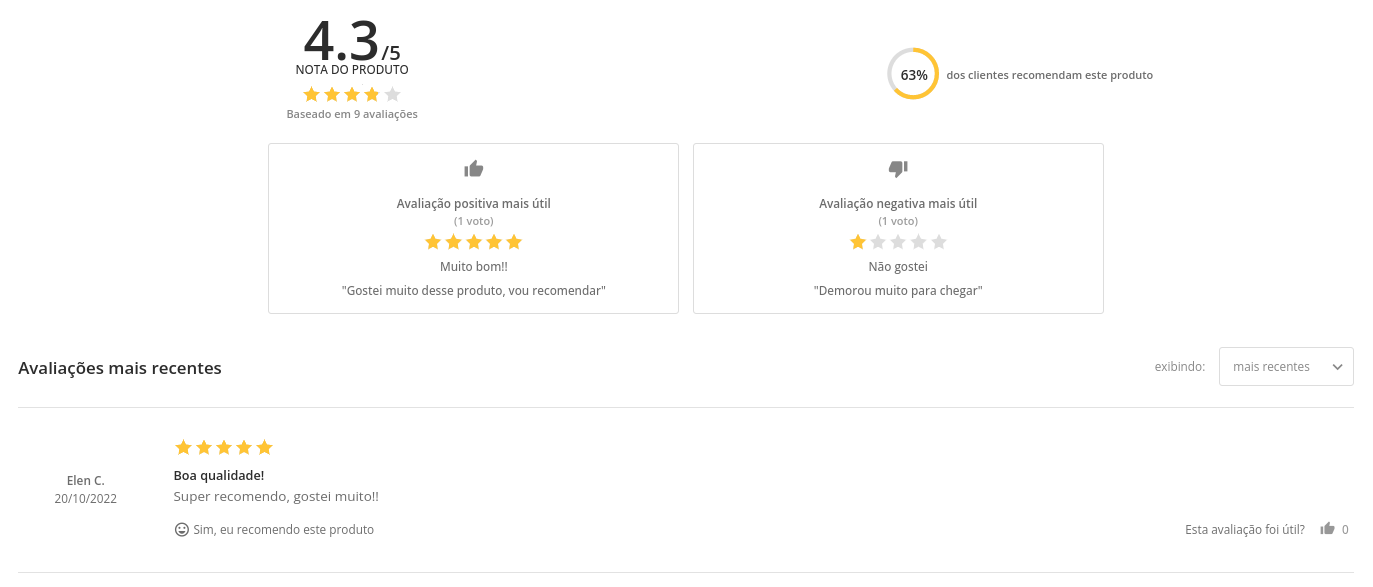 4.3/5
NOTA DO PRODUTO
Baseado em 9 avaliações
63% dos clientes recomendam este produto
Avaliação positiva mais útil
(1 voto)
Muito bom!!
"Gostei muito desse produto, vou recomendar"
Avaliação negativa mais útil
(1 voto)
Não gostei
"Demorou muito para chegar"
Avaliações mais recentes
exibindo: mais recentes
Elen C.
20/10/2022
Boa qualidade!
Super recomendo, gostei muito!!
Sim, eu recomendo este produto
Esta avaliação foi útil? 0